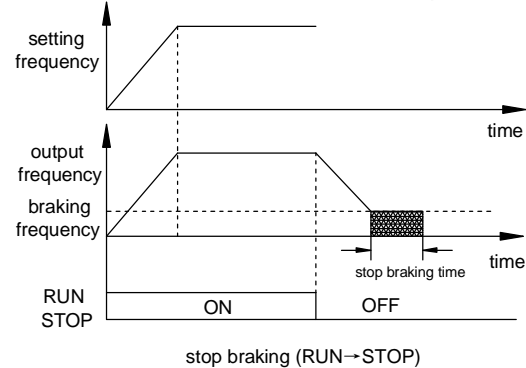 setting
frequency
time
output
frequency
braking
frequency
time
stop braking time
RUN
STOP
ON
OFF
stop braking (RUN→STOP)